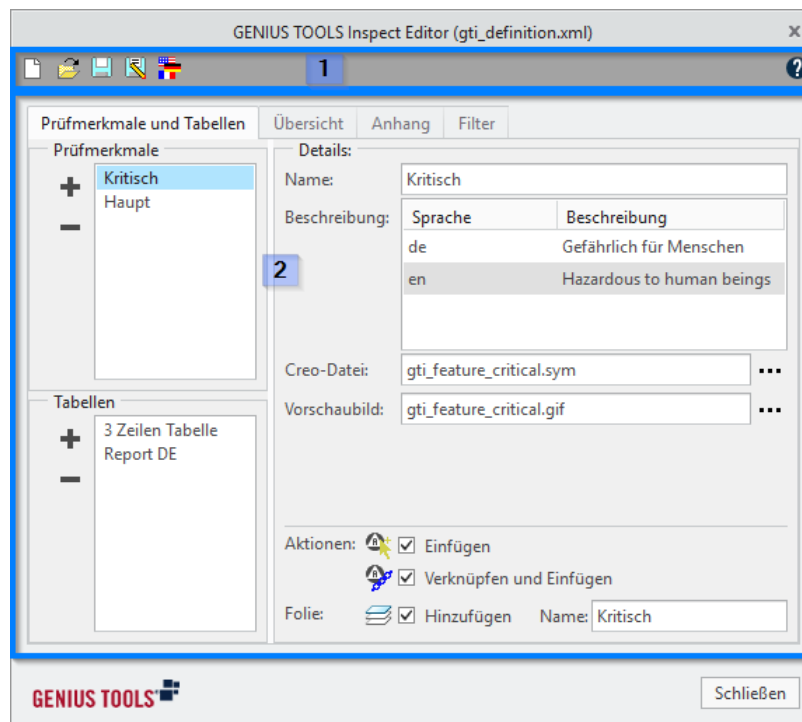 GENIUS TOOLS Inspect Editor (gti_definition.xml)
1
Prüfmerkmale und Tabellen Übersicht Anhang Filter
Prüfmerkmale
Kritisch
Haupt
Details:
Name: Kritisch
Beschreibung: Sprache Beschreibung
de Gefährlich für Menschen
en Hazardous to human beings
2
Creo-Datei: gti_feature_critical.sym
Vorschaubild: gti_feature_critical.gif
Tabellen
3 Zeilen Tabelle
Report DE
Aktionen: Einfügen
Verknüpfen und Einfügen
Folie: Hinzufügen Name: Kritisch
GENIUS TOOLS
Schließen